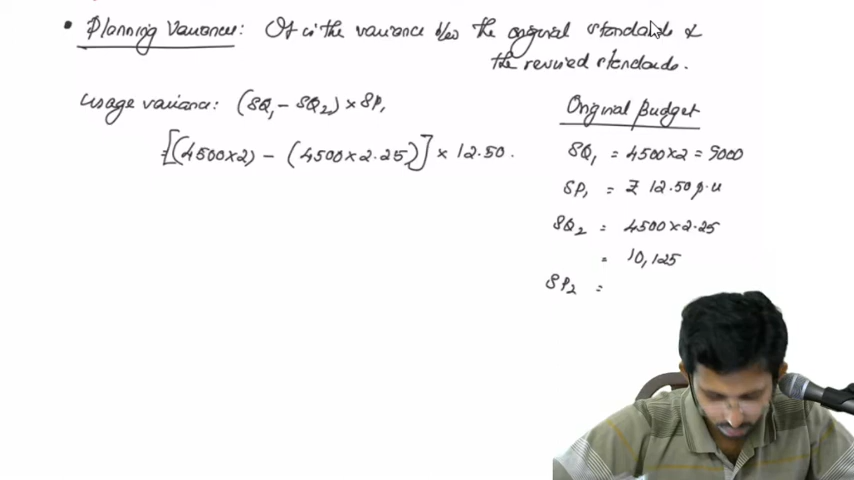 • Planning Variances: It is the variance b/w the original standards &
the revised standards.
Usage variance: (SQ₁ - SQ₂) × SP₁
= [(4500×2) - (4500×2.25)] × 12.50.
Original Budget
SQ₁ = 4500×2 = 9000
SP₁ = ₹ 12.50 p.u
SQ₂ = 4500×2.25
= 10,125
SP₂ =